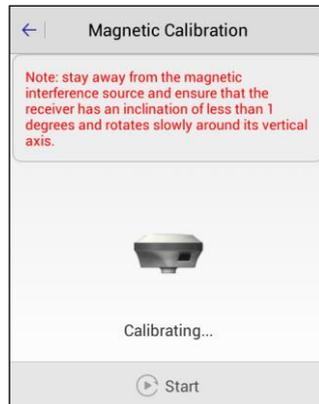 Magnetic Calibration
Note: stay away from the magnetic
interference source and ensure that the
receiver has an inclination of less than 1
degrees and rotates slowly around its vertical
axis.
Calibrating...
Start